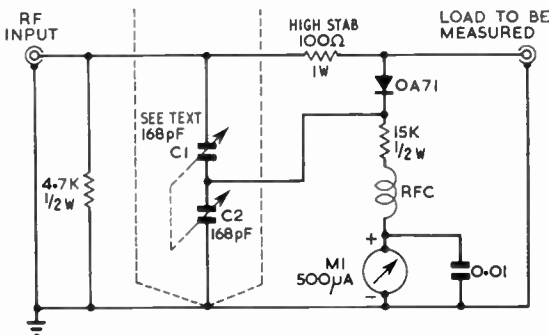 RF
INPUT
HIGH STAB
100Ω
1W
LOAD TO BE
MEASURED
OA71
SEE TEXT
168pF
C1
15K
1/2W
4.7K
1/2W
C2
168pF
RFC
+
M1
500µA
-
0.01